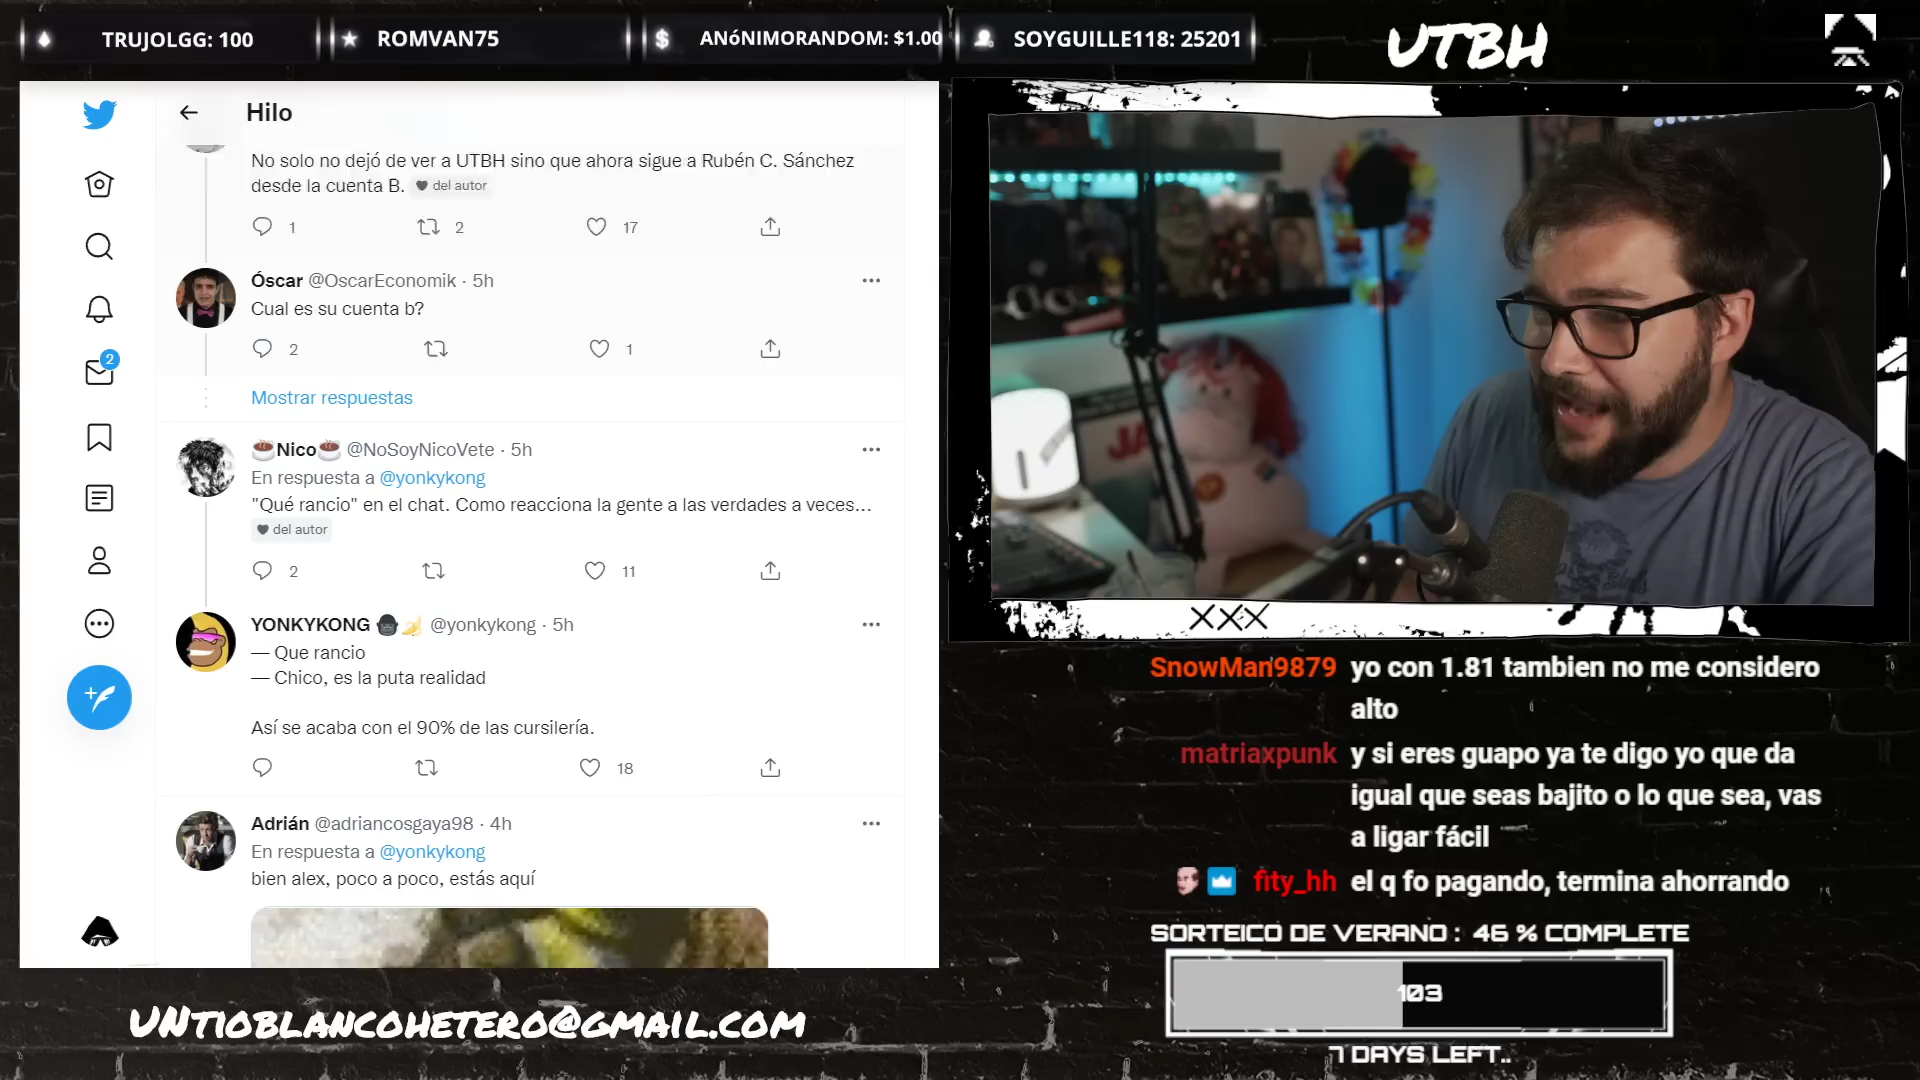 TRUJOLGG: 100
ROMVAN75
ANóNIMORANDOM: $1.00
SOYGUILLE118: 25201
UTBH
Hilo
No solo no dejó de ver a UTBH sino que ahora sigue a Rubén C. Sánchez
desde la cuenta B. del autor
1 2 17
Óscar @OscarEconomik · 5h
Cual es su cuenta b?
2 1
Mostrar respuestas
2
Nico @NoSoyNicoVete · 5h
En respuesta a @yonkykong
"Qué rancio" en el chat. Como reacciona la gente a las verdades a veces...
del autor
2 11
YONKYKONG @yonkykong · 5h
— Que rancio
— Chico, es la puta realidad
Así se acaba con el 90% de las cursilería.
18
Adrián @adriancosgaya98 · 4h
En respuesta a @yonkykong
bien alex, poco a poco, estás aquí
UNTIOBLANCOHETERO@GMAIL.COM
XXX
SnowMan9879 yo con 1.81 tambien no me considero
alto
matriaxpunk y si eres guapo ya te digo yo que da
igual que seas bajito o lo que sea, vas
a ligar fácil
fity_hh el q fo pagando, termina ahorrando
SORTEICO DE VERANO : 46 % COMPLETE
103
7 DAYS LEFT..